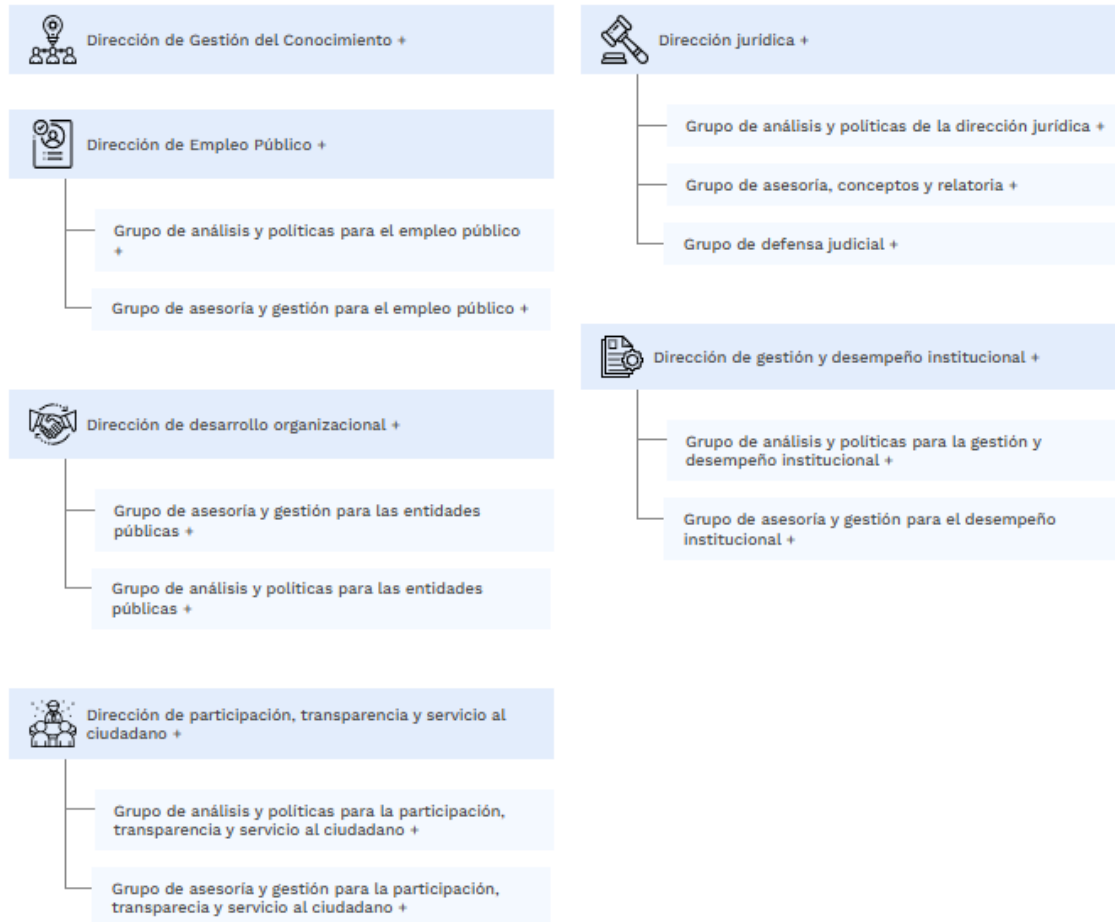 Dirección de Gestión del Conocimiento +
Dirección de Empleo Público +
Grupo de análisis y políticas para el empleo público
+
Grupo de asesoría y gestión para el empleo público +
Dirección de desarrollo organizacional +
Grupo de asesoría y gestión para las entidades
públicas +
Grupo de análisis y políticas para las entidades
públicas +
Dirección de participación, transparencia y servicio al
ciudadano +
Grupo de análisis y políticas para la participación,
transparencia y servicio al ciudadano +
Grupo de asesoría y gestión para la participación,
transparecia y servicio al ciudadano +
Dirección jurídica +
Grupo de análisis y políticas de la dirección jurídica +
Grupo de asesoría, conceptos y relatoria +
Grupo de defensa judicial +
Dirección de gestión y desempeño institucional +
Grupo de análisis y políticas para la gestión y
desempeño institucional +
Grupo de asesoría y gestión para el desempeño
institucional +